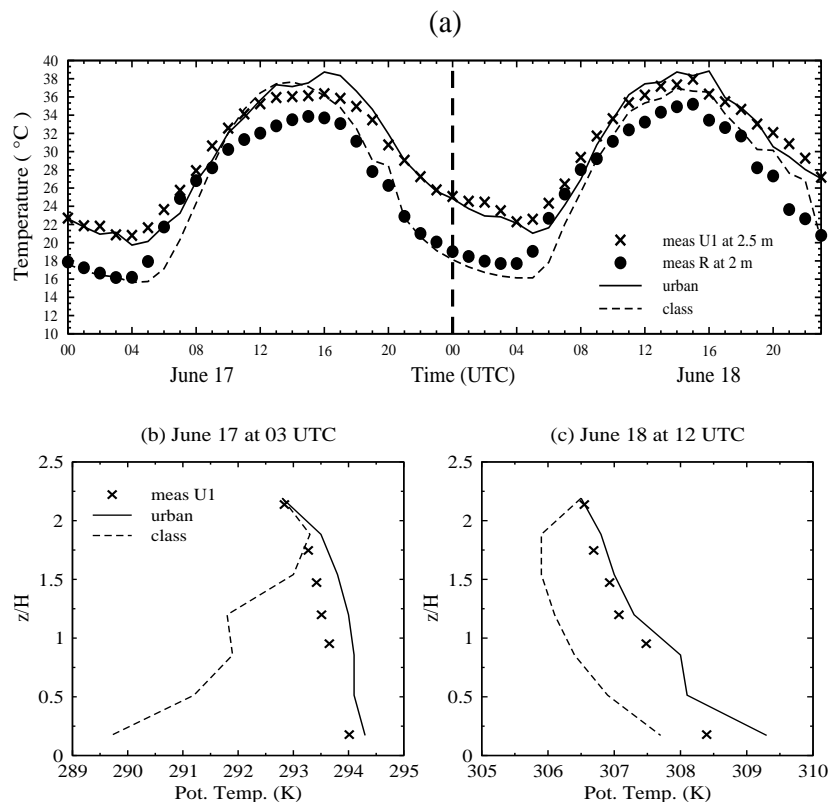 (a)
40
38
36
34
32
30
28
26
24
22
20
18
16
14
12
10
Temperature ( °C)
meas U1 at 2.5 m
meas R at 2 m
urban
class
00 04 08 12 16 20 00 04 08 12 16 20
June 17 Time (UTC) June 18
(b) June 17 at 03 UTC
2.5
2
1.5
1
0.5
0
z/H
meas U1
urban
class
289 290 291 292 293 294 295
Pot. Temp. (K)
(c) June 18 at 12 UTC
2.5
2
1.5
1
0.5
0
z/H
305 306 307 308 309 310
Pot. Temp. (K)